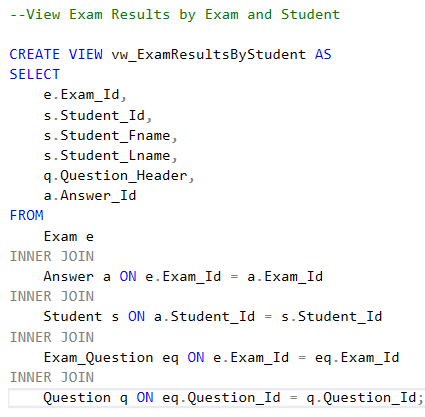 --View Exam Results by Exam and Student
CREATE VIEW vw_ExamResultsByStudent AS
SELECT
e.Exam_Id,
s.Student_Id,
s.Student_Fname,
s.Student_Lname,
q.Question_Header,
a.Answer_Id
FROM
Exam e
INNER JOIN
Answer a ON e.Exam_Id = a.Exam_Id
INNER JOIN
Student s ON a.Student_Id = s.Student_Id
INNER JOIN
Exam_Question eq ON e.Exam_Id = eq.Exam_Id
INNER JOIN
Question q ON eq.Question_Id = q.Question_Id;